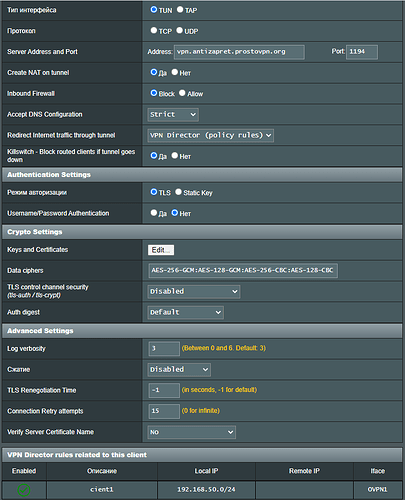 Тип интерфейса TUN TAP
Протокол TCP UDP
Server Address and Port Address: vpn.antizapret.prostovpn.org Port: 1194
Create NAT on tunnel Да Нет
Inbound Firewall Block Allow
Accept DNS Configuration Strict
Redirect Internet traffic through tunnel VPN Director (policy rules)
Killswitch - Block routed clients if tunnel goes Да Нет
down
Authentication Settings
Режим авторизации TLS Static Key
Username/Password Authentication Да Нет
Crypto Settings
Keys and Certificates Edit...
Data ciphers AES-256-GCM:AES-128-GCM:AES-256-CBC:AES-128-CBC
TLS control channel security Disabled
(tls-auth / tls-crypt)
Auth digest Default
Advanced Settings
Log verbosity 3 (Between 0 and 6. Default: 3)
Сжатие Disabled
TLS Renegotiation Time -1 (in seconds, -1 for default)
Connection Retry attempts 15 (0 for infinite)
Verify Server Certificate Name No
VPN Director rules related to this client
Enabled Описание Local IP Remote IP Iface
cient1 192.168.50.0/24 OVPN1